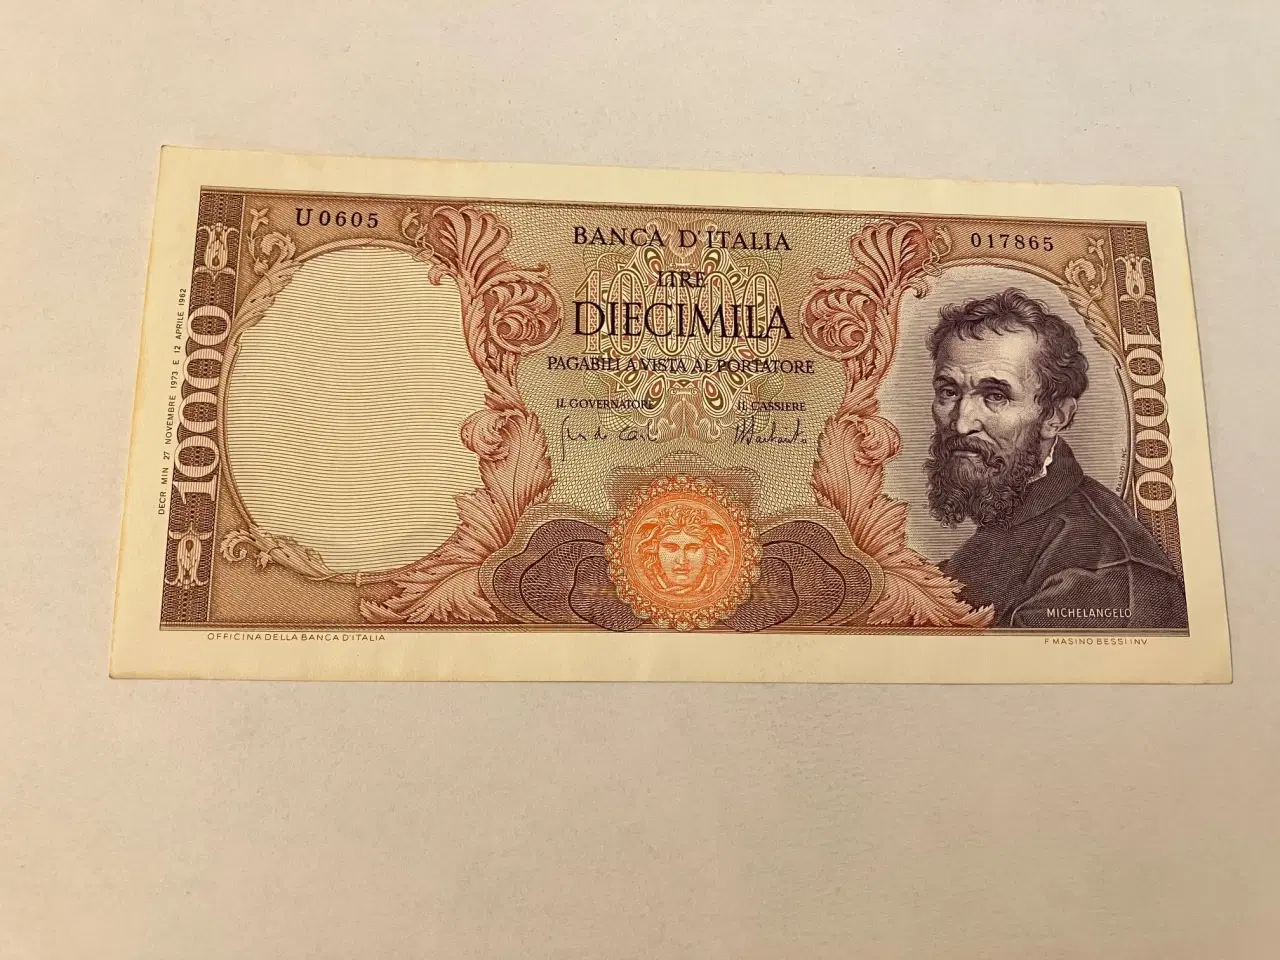 U 0605
017865
BANCA D'ITALIA
LIRE
10000
DIECIMILA
PAGABILI A VISTA AL PORTATORE
IL GOVERNATORE
IL CASSIERE
DECR. MIN. 27 NOVEMBRE 1973 E 12 APRILE 1962
10000
10000
MICHELANGELO
OFFICINA DELLA BANCA D'ITALIA
F. MASINO BESSI INV.